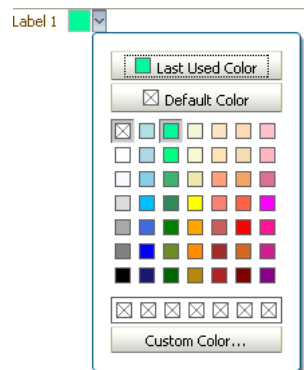 Label 1
Last Used Color
Default Color
Custom Color...